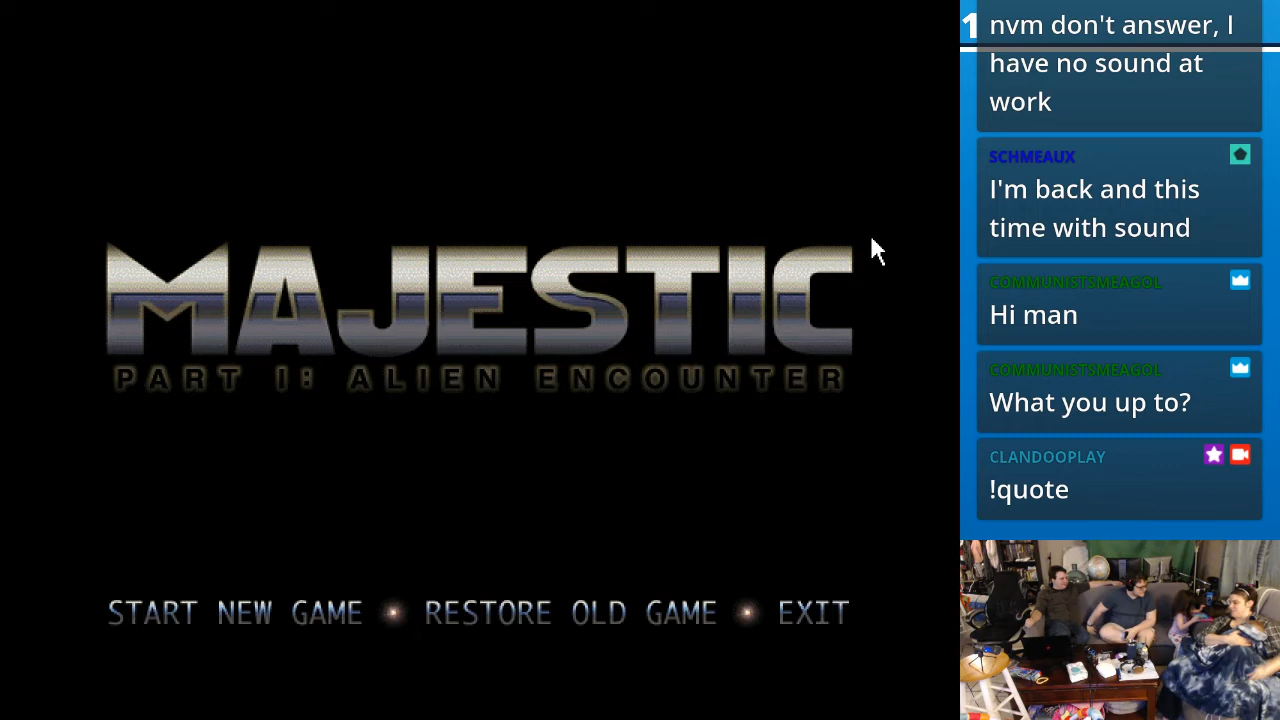 MAJESTIC
PART I: ALIEN ENCOUNTER
START NEW GAME • RESTORE OLD GAME • EXIT
1
nvm don't answer, I
have no sound at
work
SCHMEAUX
I'm back and this
time with sound
COMMUNISTSMEAGOL
Hi man
COMMUNISTSMEAGOL
What you up to?
CLANDOOPLAY
!quote